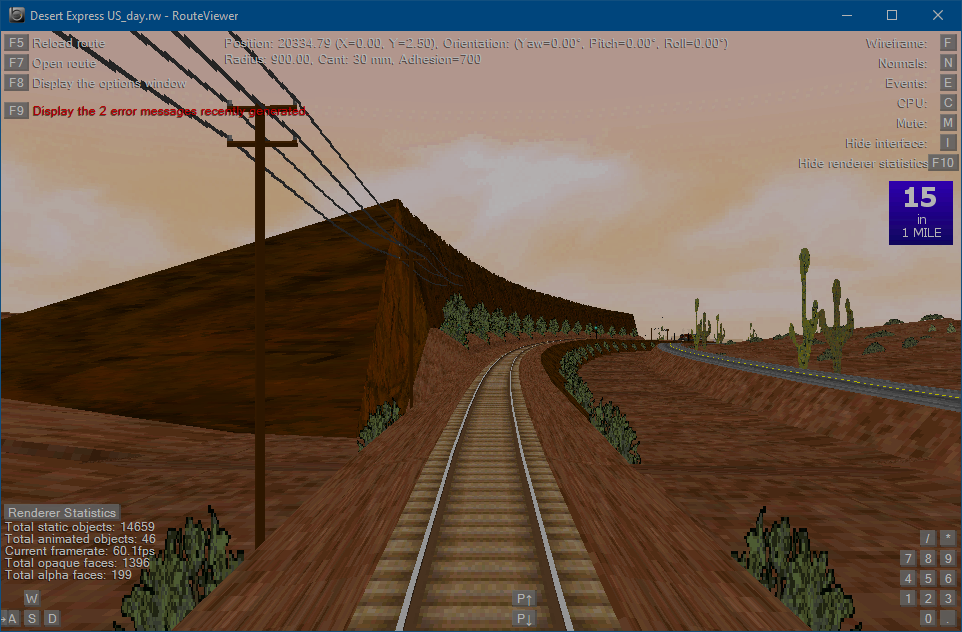 Desert Express US_day.rw - RouteViewer
F5 Reload route
F7 Open route
F8 Display the options window
F9 Display the 2 error messages recently generated.
Position: 20334.79 (X=0.00, Y=2.50), Orientation: (Yaw=0.00°, Pitch=0.00°, Roll=0.00°)
Radius: 900.00, Cant: 30 mm, Adhesion=700
Wireframe: F
Normals: N
Events: E
CPU: C
Mute: M
Hide interface: I
Hide renderer statistics F10
15
in
1 MILE
Renderer Statistics
Total static objects: 14659
Total animated objects: 46
Current framerate: 60.1fps
Total opaque faces: 1396
Total alpha faces: 199
W
A S D
P↑
P↓
/ *
7 8 9
4 5 6
1 2 3
0 .